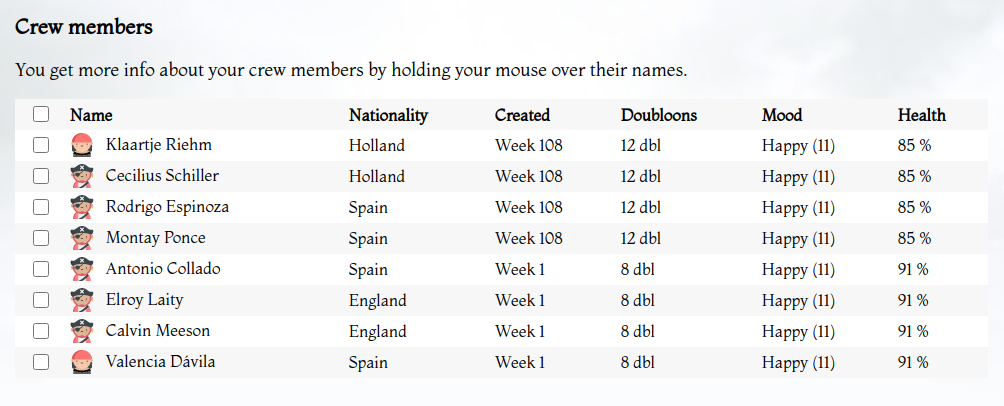 Crew members
You get more info about your crew members by holding your mouse over their names.
Name Nationality Created Doubloons Mood Health
Klaartje Riehm Holland Week 108 12 dbl Happy (11) 85 %
Cecilius Schiller Holland Week 108 12 dbl Happy (11) 85 %
Rodrigo Espinoza Spain Week 108 12 dbl Happy (11) 85 %
Montay Ponce Spain Week 108 12 dbl Happy (11) 85 %
Antonio Collado Spain Week 1 8 dbl Happy (11) 91 %
Elroy Laity England Week 1 8 dbl Happy (11) 91 %
Calvin Meeson England Week 1 8 dbl Happy (11) 91 %
Valencia Dávila Spain Week 1 8 dbl Happy (11) 91 %